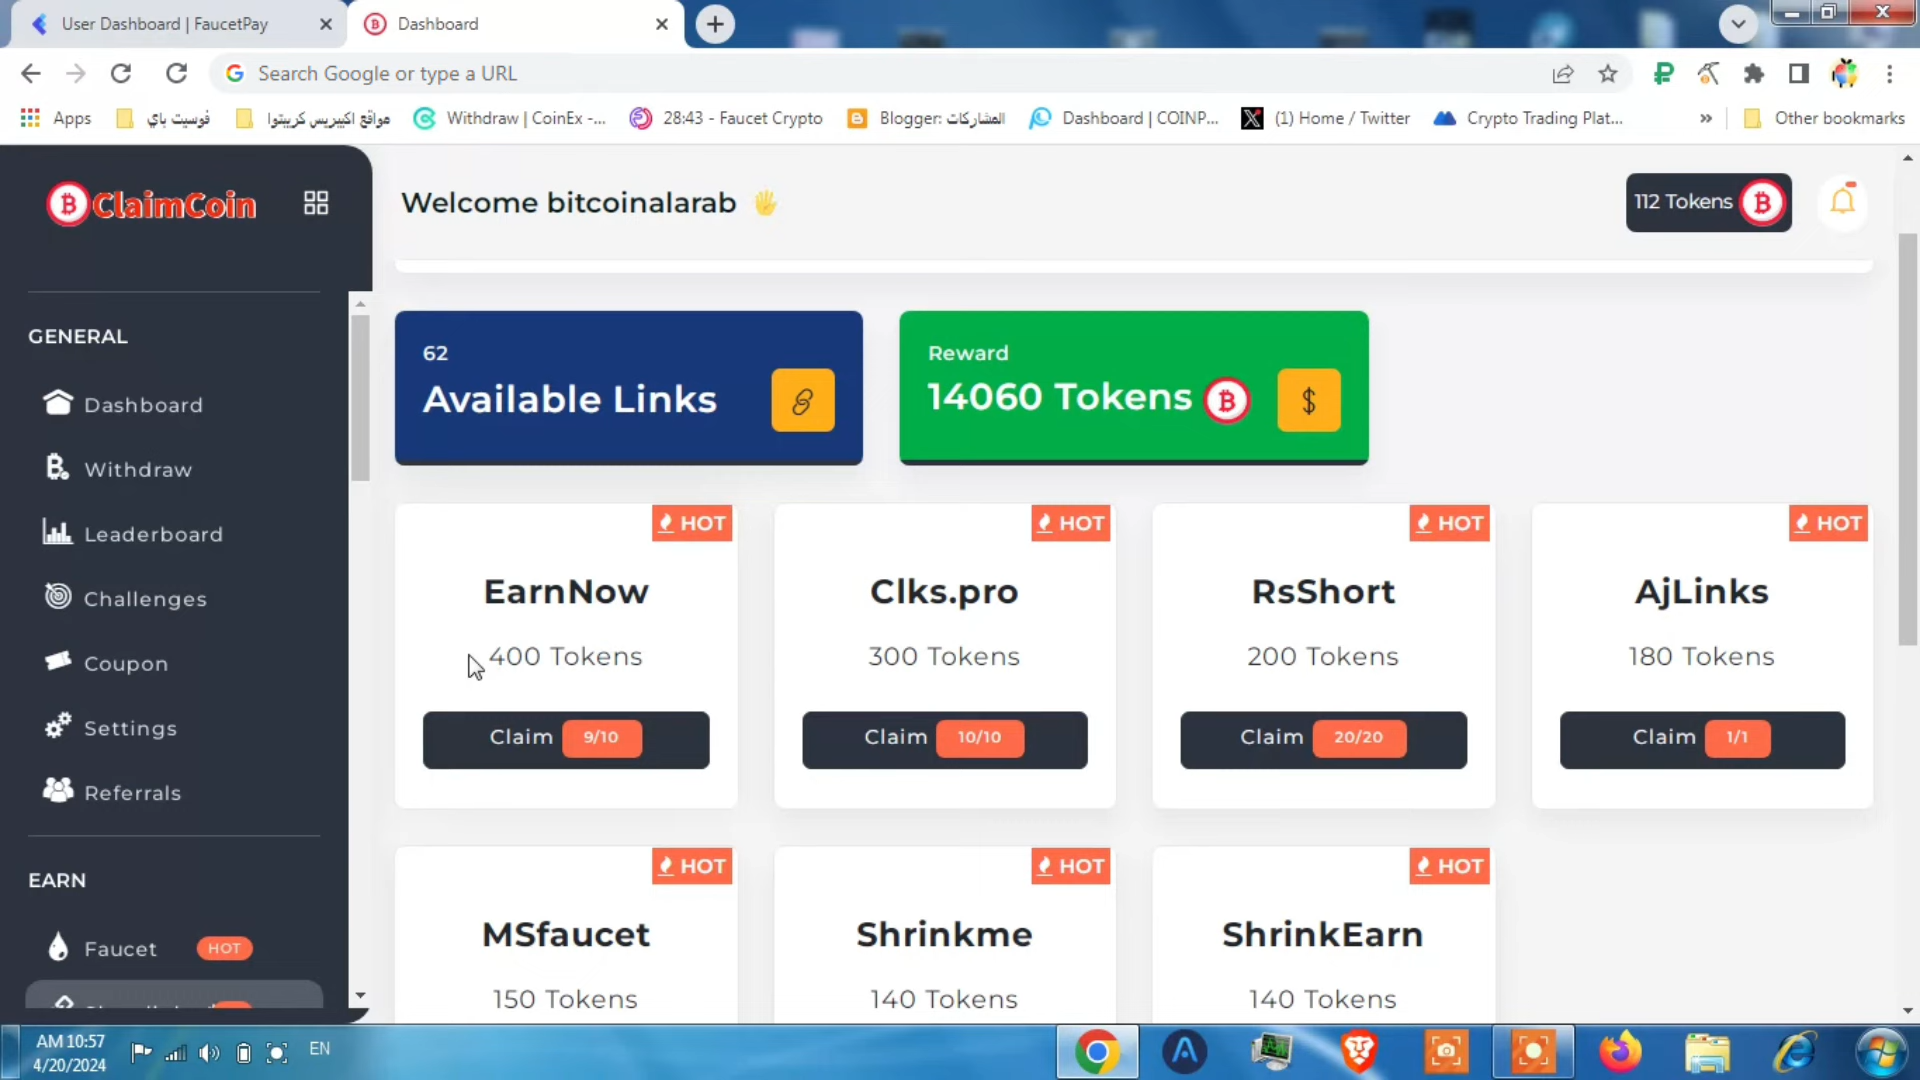 User Dashboard | FaucetPay
Dashboard
Search Google or type a URL
Apps
فوسيت باي
مواقع اكبيريس كريبتوا
Withdraw | CoinEx -...
28:43 - Faucet Crypto
Blogger: المشاركات
Dashboard | COINP...
(1) Home / Twitter
Crypto Trading Plat...
»
Other bookmarks
ClaimCoin
Welcome bitcoinalarab
112 Tokens
GENERAL
Dashboard
Withdraw
Leaderboard
Challenges
Coupon
Settings
Referrals
EARN
Faucet HOT
62
Available Links
Reward
14060 Tokens
HOT
EarnNow
400 Tokens
Claim 9/10
HOT
Clks.pro
300 Tokens
Claim 10/10
HOT
RsShort
200 Tokens
Claim 20/20
HOT
AjLinks
180 Tokens
Claim 1/1
HOT
MSfaucet
150 Tokens
HOT
Shrinkme
140 Tokens
HOT
ShrinkEarn
140 Tokens
AM 10:57
4/20/2024
EN